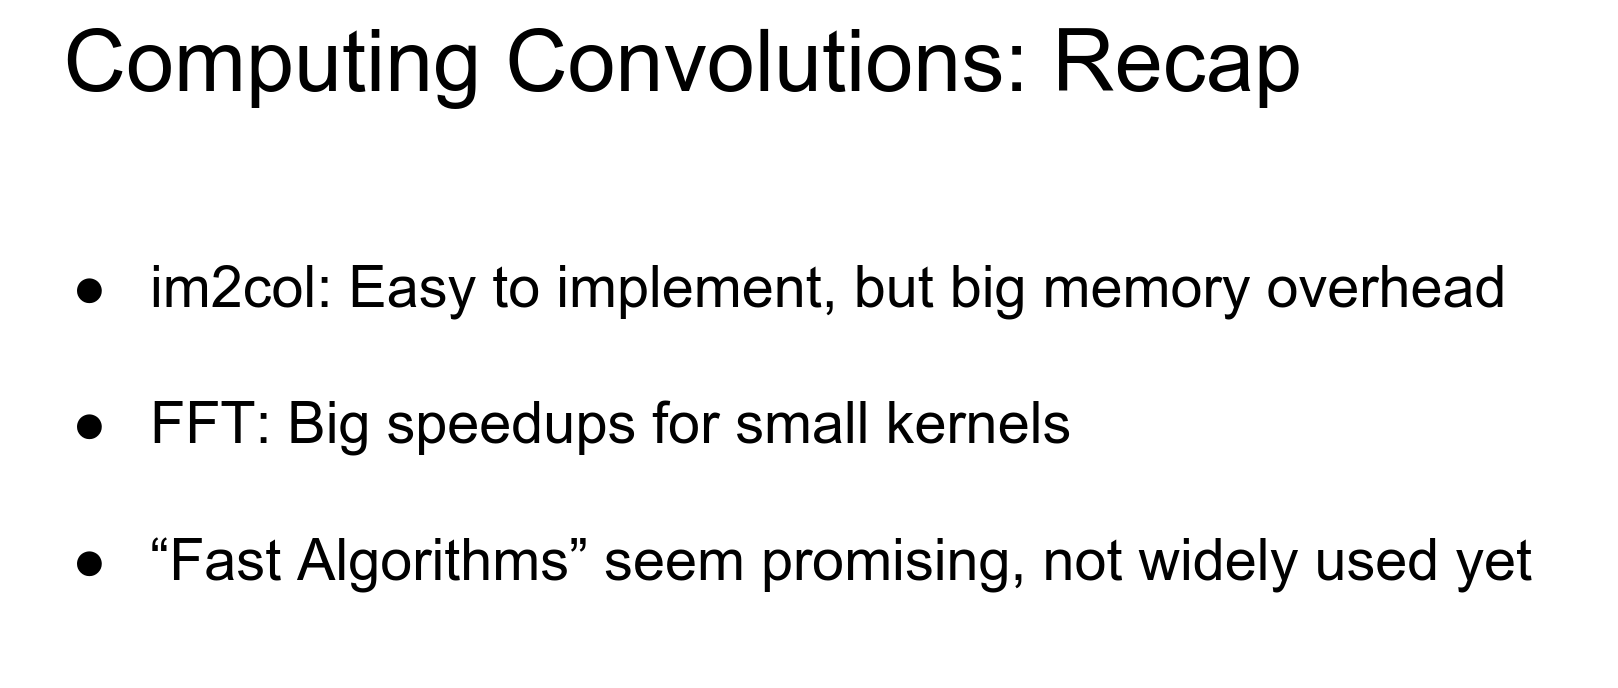 Computing Convolutions: Recap
● im2col: Easy to implement, but big memory overhead
● FFT: Big speedups for small kernels
● “Fast Algorithms” seem promising, not widely used yet